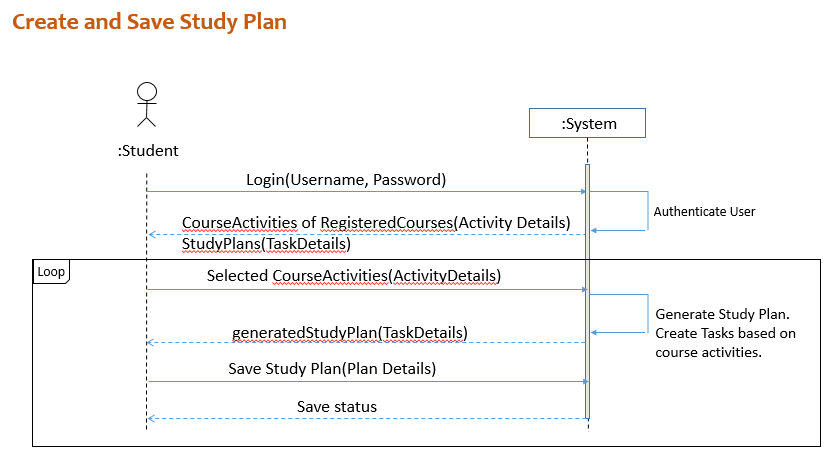 Create and Save Study Plan
:Student
:System
Login(Username, Password)
Authenticate User
CourseActivities of RegisteredCourses(Activity Details)
StudyPlans(TaskDetails)
Loop
Selected CourseActivities(ActivityDetails)
Generate Study Plan.
Create Tasks based on
course activities.
generatedStudyPlan(TaskDetails)
Save Study Plan(Plan Details)
Save status